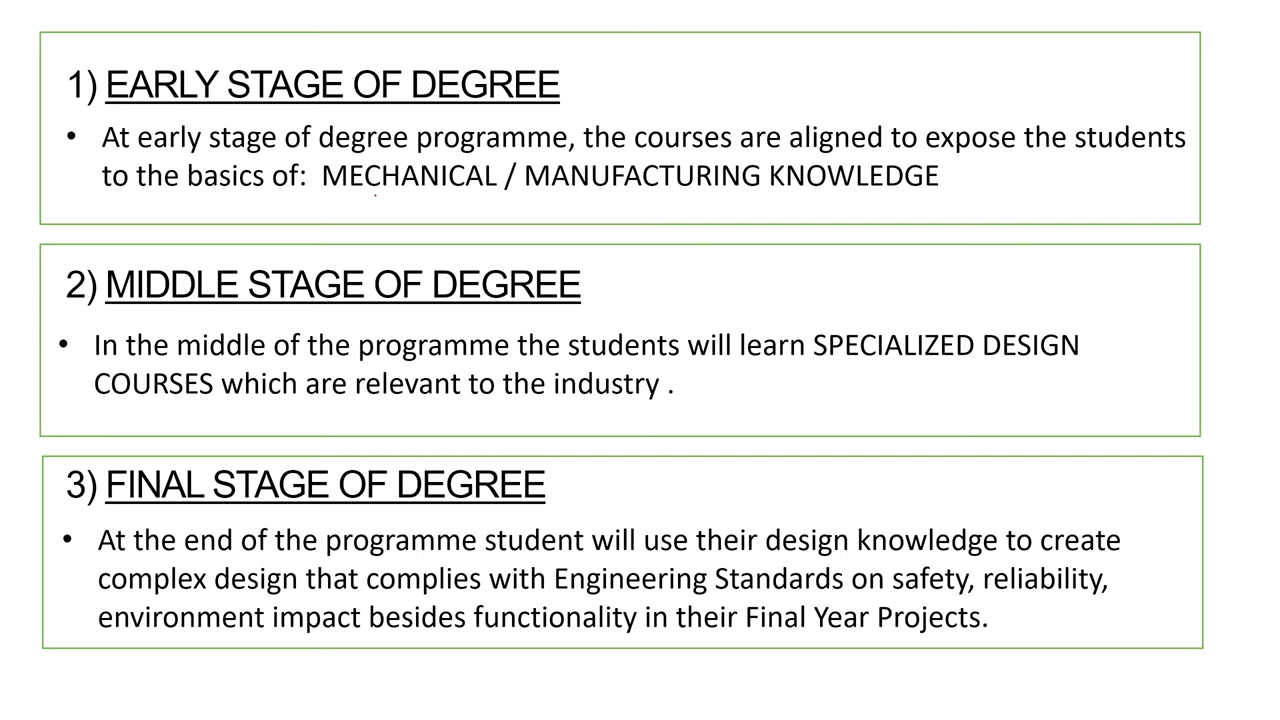 1) EARLY STAGE OF DEGREE
• At early stage of degree programme, the courses are aligned to expose the students
to the basics of: MECHANICAL / MANUFACTURING KNOWLEDGE
2) MIDDLE STAGE OF DEGREE
• In the middle of the programme the students will learn SPECIALIZED DESIGN
COURSES which are relevant to the industry .
3) FINAL STAGE OF DEGREE
• At the end of the programme student will use their design knowledge to create
complex design that complies with Engineering Standards on safety, reliability,
environment impact besides functionality in their Final Year Projects.